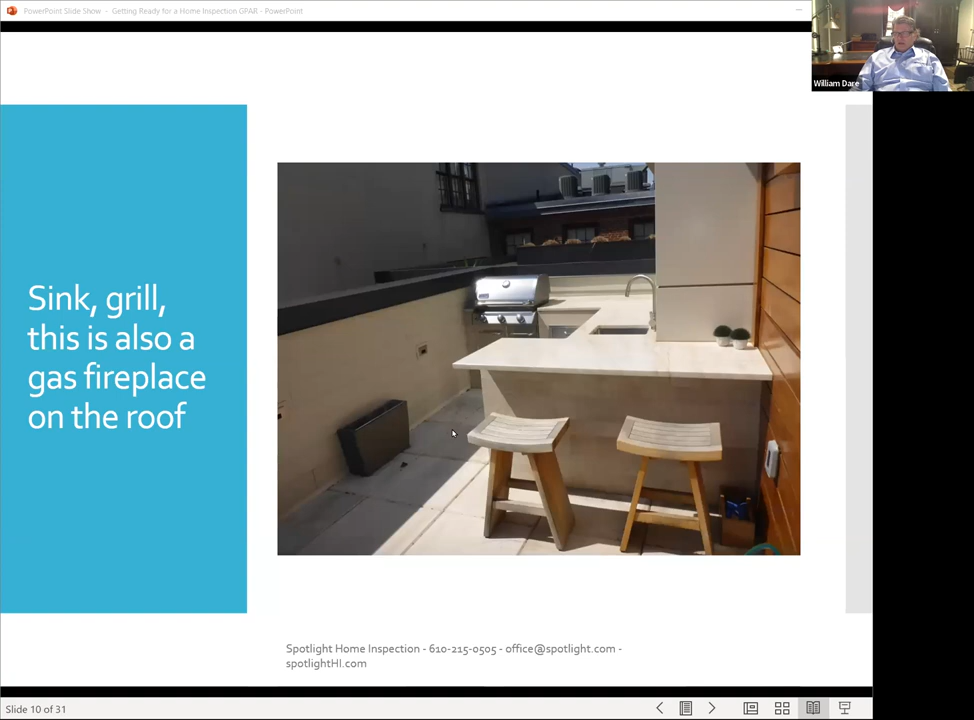 PowerPoint Slide Show - Getting Ready for a Home Inspection GPAR - PowerPoint
William Dare
Sink, grill,
this is also a
gas fireplace
on the roof
Spotlight Home Inspection - 610-215-0505 - office@spotlight.com -
spotlightHI.com
Slide 10 of 31